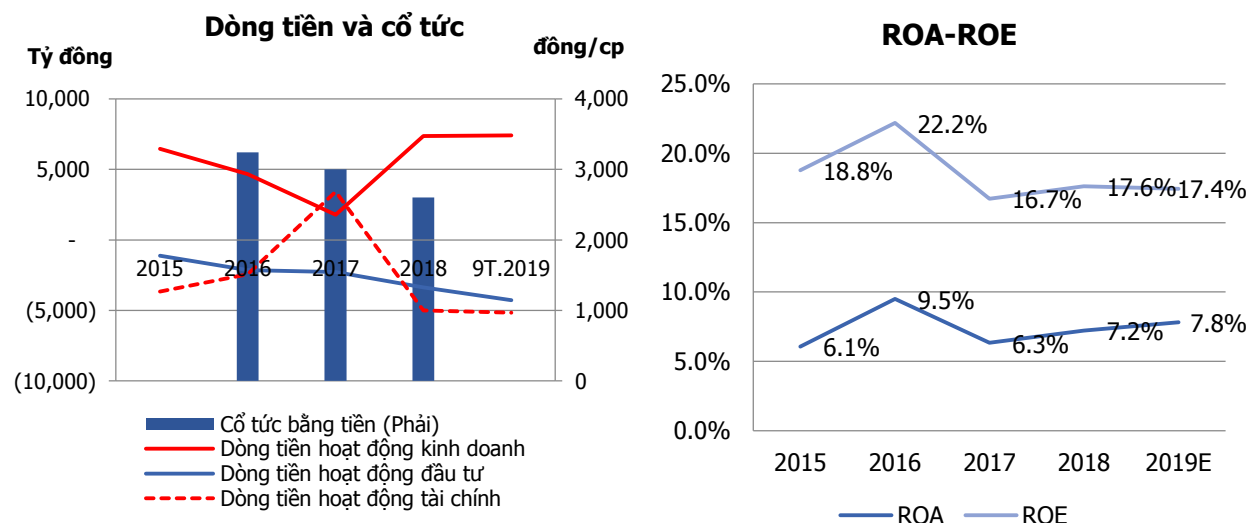 Dòng tiền và cổ tức
Tỷ đồng
đồng/cp
10,000
5,000
-
(5,000)
(10,000)
4,000
3,000
2,000
1,000
0
2015
2016
2017
2018
9T.2019
Cổ tức bằng tiền (Phải)
Dòng tiền hoạt động kinh doanh
Dòng tiền hoạt động đầu tư
Dòng tiền hoạt động tài chính
ROA-ROE
25.0%
20.0%
15.0%
10.0%
5.0%
0.0%
18.8%
22.2%
16.7%
17.6%
17.4%
6.1%
9.5%
6.3%
7.2%
7.8%
2015
2016
2017
2018
2019E
ROA
ROE